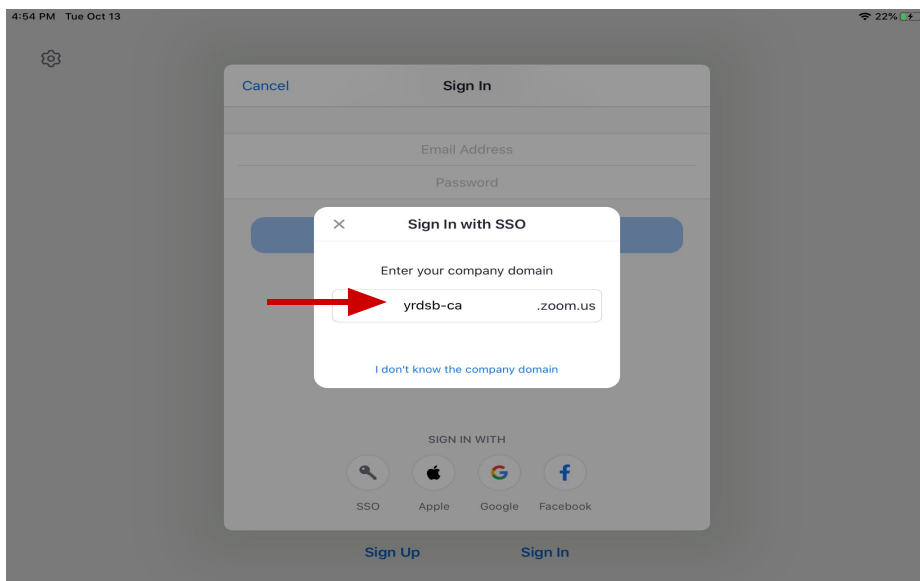 4:54 PM Tue Oct 13
22%
Cancel
Sign In
Email Address
Password
Sign In with SSO
Enter your company domain
yrdsb-ca
.zoom.us
I don't know the company domain
SIGN IN WITH
SSO
Apple
Google
Facebook
Sign Up
Sign In